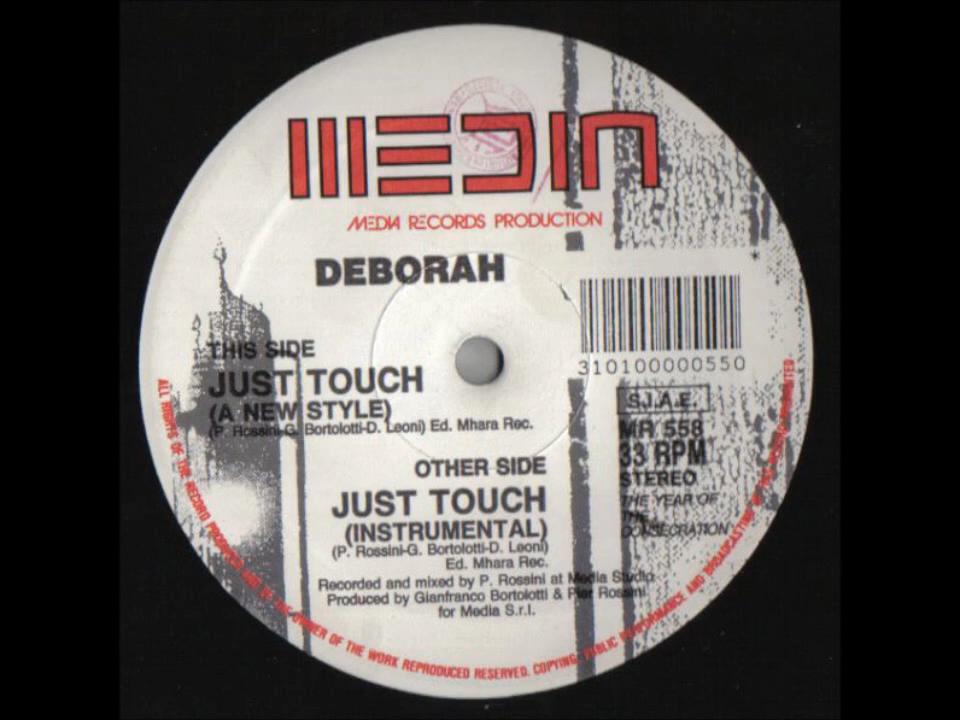 MEDIA
MEDIA RECORDS PRODUCTION
DEBORAH
310100000550
THIS SIDE
JUST TOUCH
(A NEW STYLE)
(P. Rossini-G. Bortolotti-D. Leoni) Ed. Mhara Rec.
S.I.A.E.
MR 558
33 RPM
STEREO
THE YEAR OF
THE
CONSECRATION
OTHER SIDE
JUST TOUCH
(INSTRUMENTAL)
(P. Rossini-G. Bortolotti-D. Leoni)
Ed. Mhara Rec.
Recorded and mixed by P. Rossini at Media Studio
Produced by Gianfranco Bortolotti & Pier Rossini
for Media S.r.l.
ALL RIGHTS OF THE RECORD PRODUCER AND OF THE OWNER OF THE WORK REPRODUCED RESERVED. COPYING, PUBLIC PERFORMANCE AND BROADCASTING OF THIS RECORD PROHIBITED